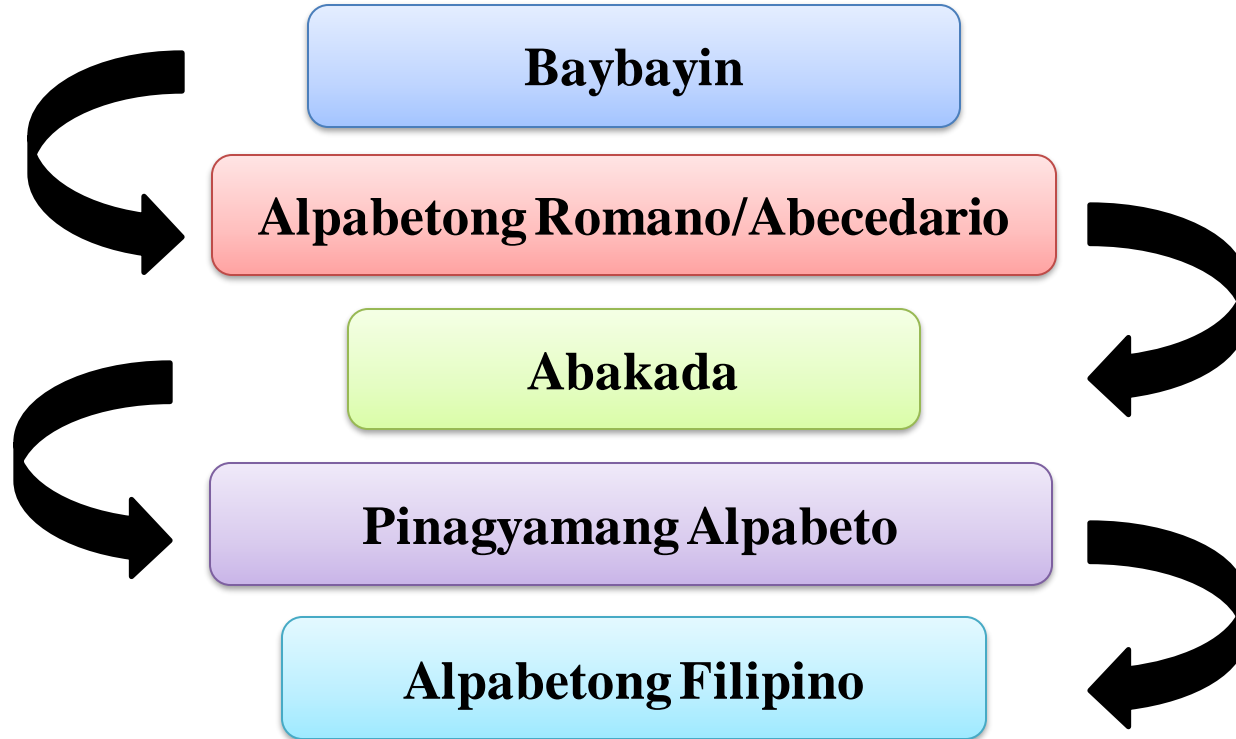 Baybayin
Alpabetong Romano/Abecedario
Abakada
Pinagyamang Alpabeto
Alpabetong Filipino